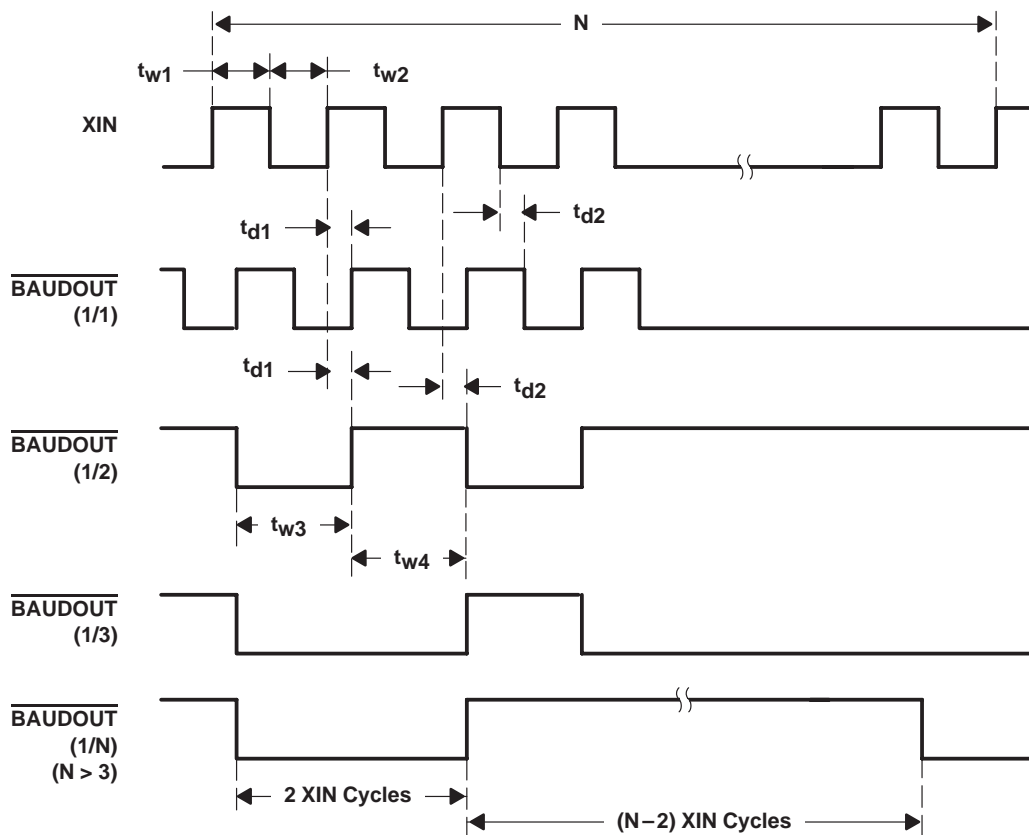 N
tw1
tw2
XIN
td1
td2
BAUDOUT
(1/1)
td1
td2
BAUDOUT
(1/2)
tw3
tw4
BAUDOUT
(1/3)
BAUDOUT
(1/N)
(N > 3)
2 XIN Cycles
(N−2) XIN Cycles